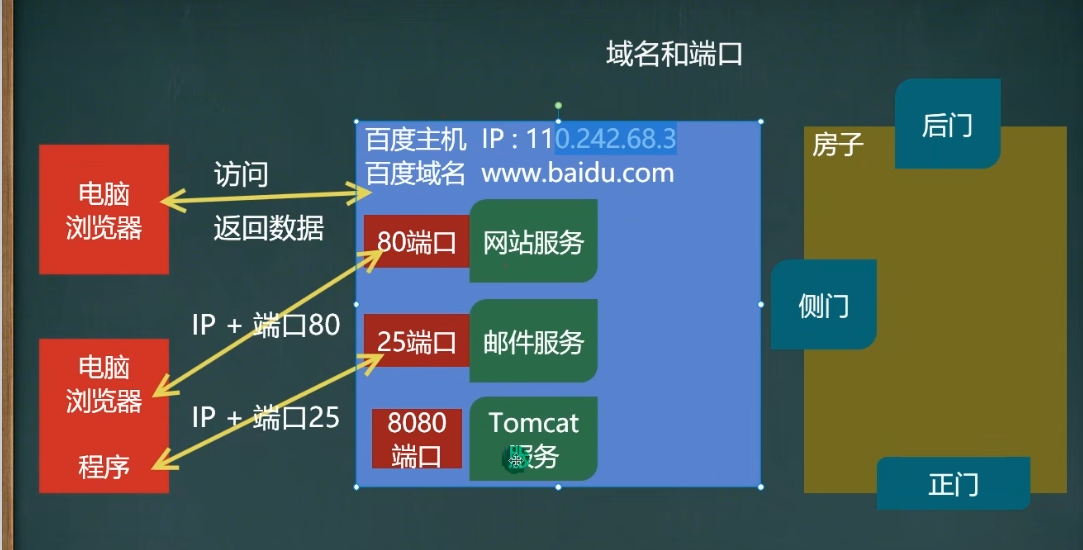 域名和端口
百度主机 IP : 110.242.68.3
百度域名 www.baidu.com
电脑
浏览器
访问
返回数据
80端口
网站服务
IP + 端口80
25端口
邮件服务
电脑
浏览器
程序
IP + 端口25
8080
端口
Tomcat
服务
房子
后门
侧门
正门